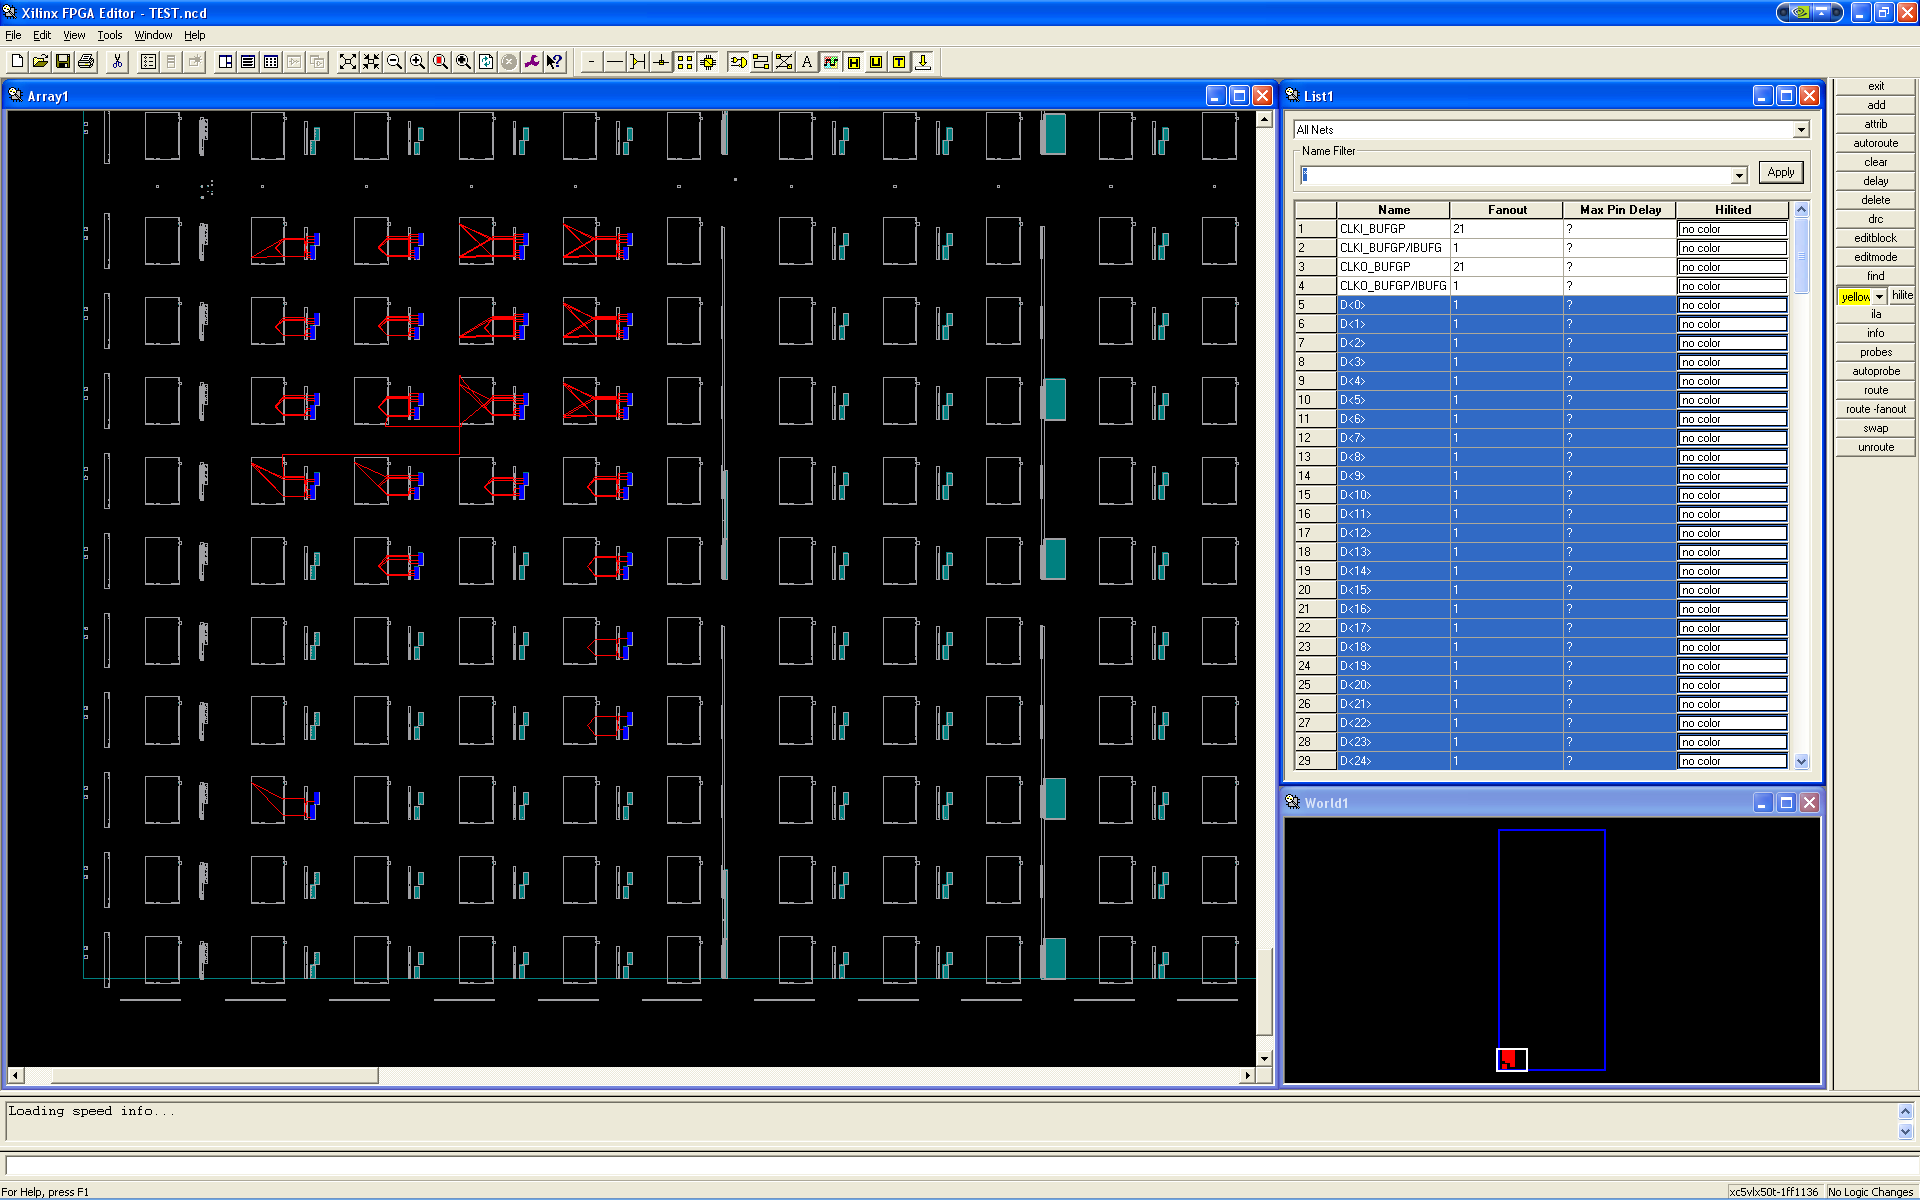 Xilinx FPGA Editor - TEST.ncd
File Edit View Tools Window Help
Array1
List1
All Nets
Name Filter
*
Apply
Name Fanout Max Pin Delay Hilited
1 CLKI_BUFGP 21 ? no color
2 CLKI_BUFGP/IBUFG 1 ? no color
3 CLKO_BUFGP 21 ? no color
4 CLKO_BUFGP/IBUFG 1 ? no color
5 D<0> 1 ? no color
6 D<1> 1 ? no color
7 D<2> 1 ? no color
8 D<3> 1 ? no color
9 D<4> 1 ? no color
10 D<5> 1 ? no color
11 D<6> 1 ? no color
12 D<7> 1 ? no color
13 D<8> 1 ? no color
14 D<9> 1 ? no color
15 D<10> 1 ? no color
16 D<11> 1 ? no color
17 D<12> 1 ? no color
18 D<13> 1 ? no color
19 D<14> 1 ? no color
20 D<15> 1 ? no color
21 D<16> 1 ? no color
22 D<17> 1 ? no color
23 D<18> 1 ? no color
24 D<19> 1 ? no color
25 D<20> 1 ? no color
26 D<21> 1 ? no color
27 D<22> 1 ? no color
28 D<23> 1 ? no color
29 D<24> 1 ? no color
World1
exit
add
attrib
autoroute
clear
delay
delete
drc
editblock
editmode
find
yellow hilite
ila
info
probes
autoprobe
route
route -fanout
swap
unroute
Loading speed info...
For Help, press F1
xc5vlx50t-1ff1136 No Logic Changes